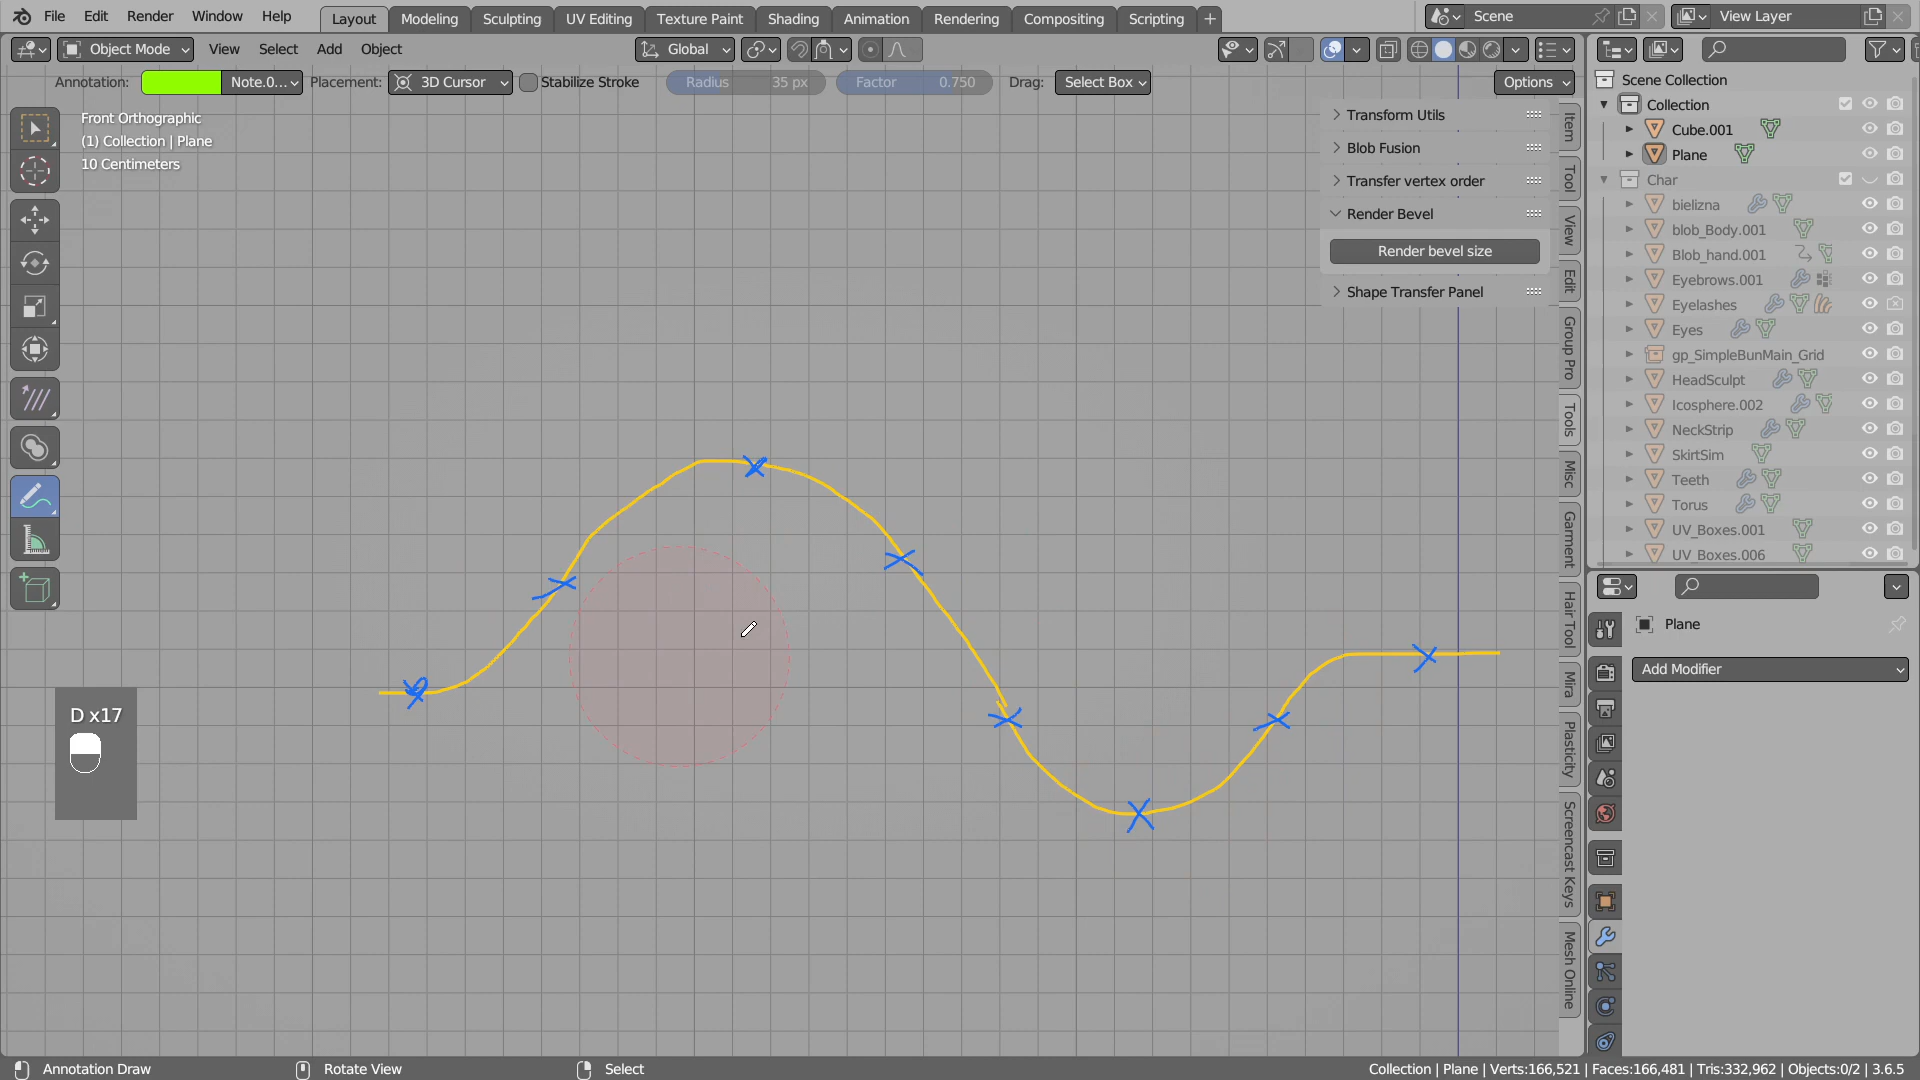 File Edit Render Window Help Layout Modeling Sculpting UV Editing Texture Paint Shading Animation Rendering Compositing Scripting + Scene View Layer
Object Mode View Select Add Object Global
Annotation: Note.0... Placement: 3D Cursor Stabilize Stroke Radius 35 px Factor 0.750 Drag: Select Box Options
Front Orthographic
(1) Collection | Plane
10 Centimeters
Transform Utils
Blob Fusion
Transfer vertex order
Render Bevel
Render bevel size
Shape Transfer Panel
Item
Tool
View
Edit
Group Pro
Tools
Misc
Garment
Hair Tool
Mira
Plasticity
Screencast Keys
Mesh Online
Scene Collection
Collection
Cube.001
Plane
Char
bielizna
blob_Body.001
Blob_hand.001
Eyebrows.001
Eyelashes
Eyes
gp_SimpleBunMain_Grid
HeadSculpt
Icosphere.002
NeckStrip
SkirtSim
Teeth
Torus
UV_Boxes.001
UV_Boxes.006
Plane
Add Modifier
D x17
Annotation Draw Rotate View Select Collection | Plane | Verts:166,521 | Faces:166,481 | Tris:332,962 | Objects:0/2 | 3.6.5